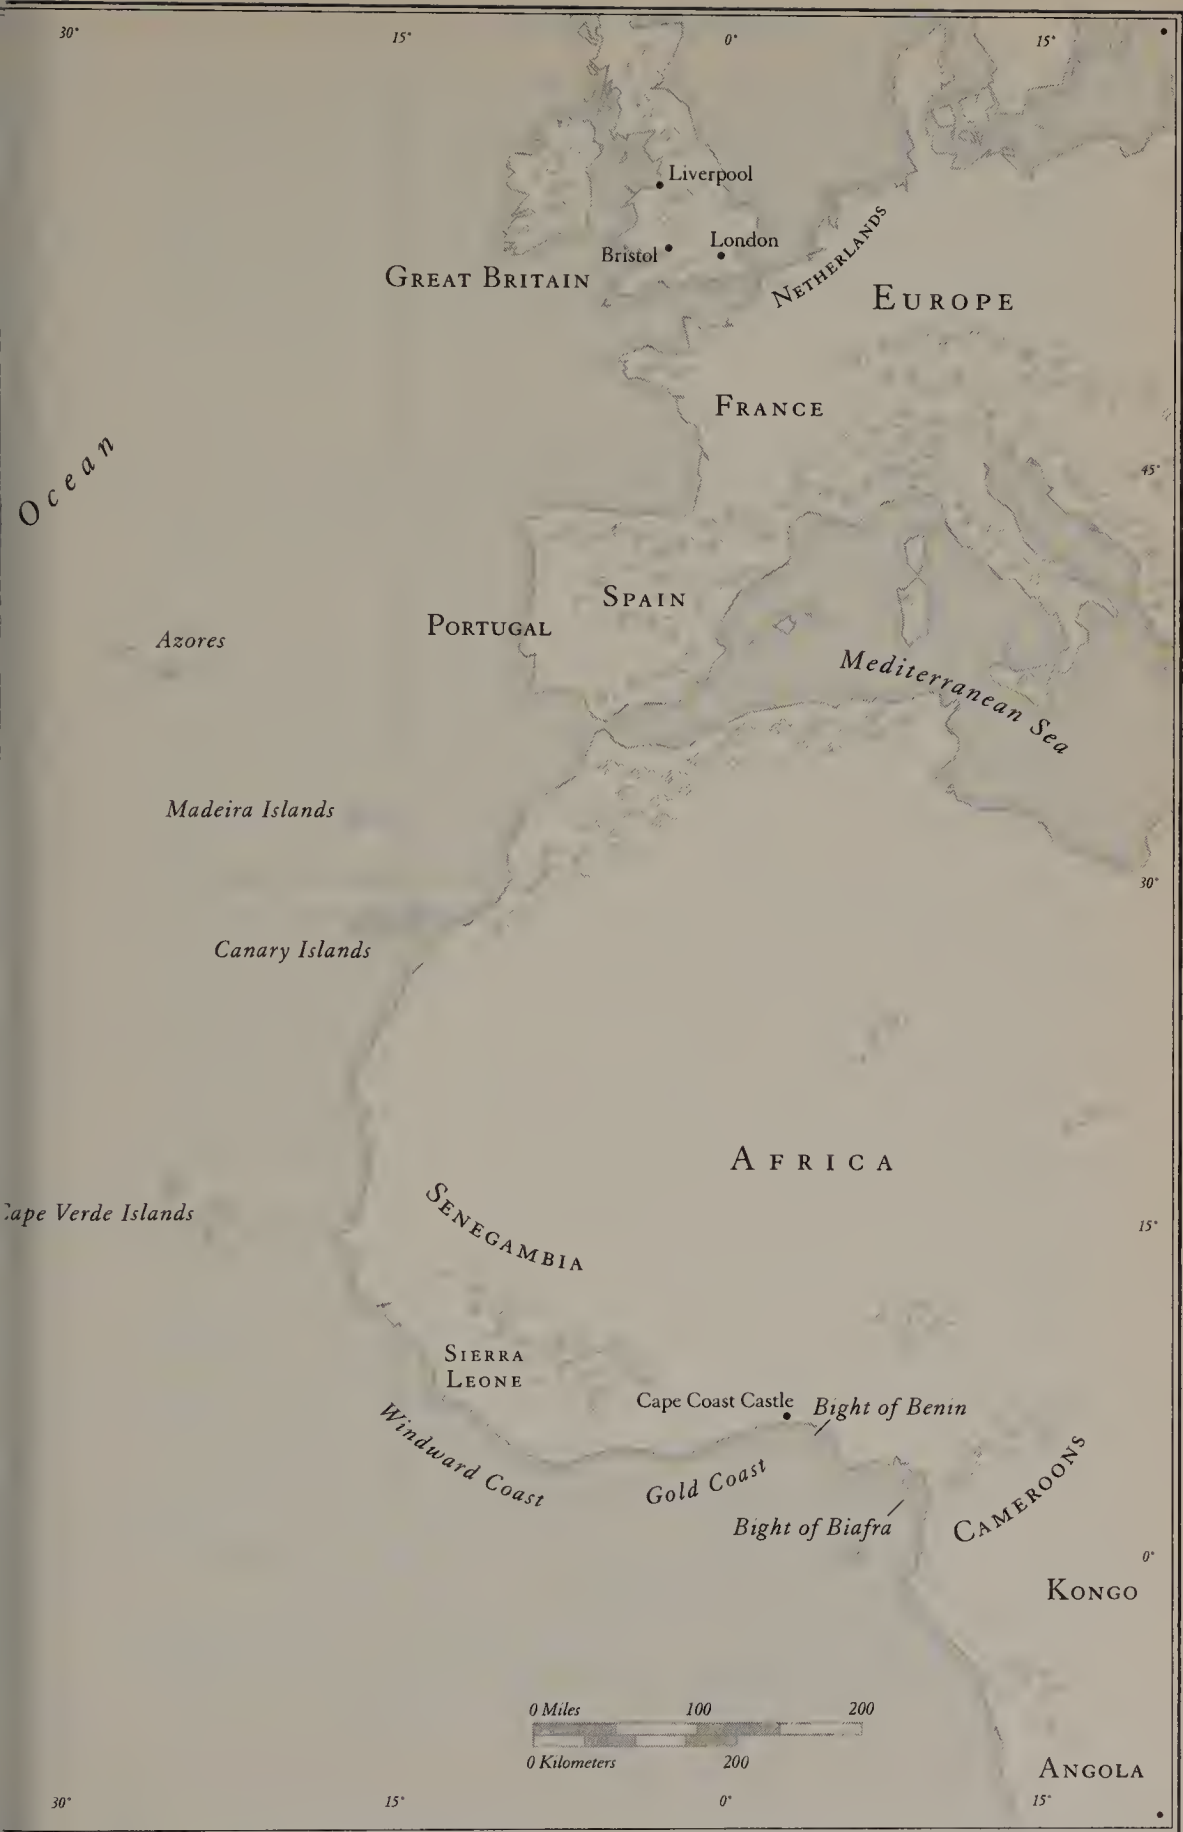 30°
15°
0°
15°
Liverpool
Bristol
London
GREAT BRITAIN
NETHERLANDS
EUROPE
FRANCE
Ocean
45°
SPAIN
PORTUGAL
Azores
Mediterranean Sea
Madeira Islands
30°
Canary Islands
AFRICA
SENEGAMBIA
Cape Verde Islands
15°
SIERRA
LEONE
Cape Coast Castle
Bight of Benin
Windward Coast
Gold Coast
Bight of Biafra
CAMEROONS
0°
KONGO
0 Miles 100 200
0 Kilometers 200
ANGOLA
30°
15°
0°
15°